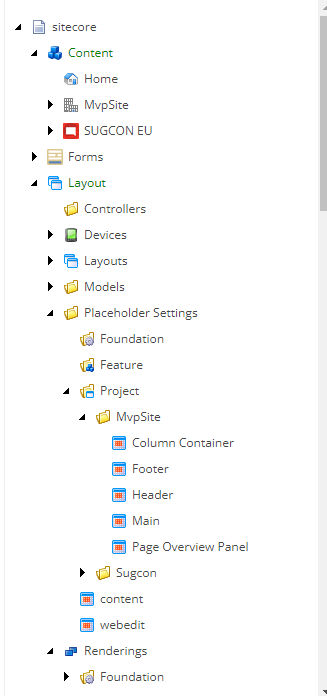 sitecore
Content
Home
MvpSite
SUGCON EU
Forms
Layout
Controllers
Devices
Layouts
Models
Placeholder Settings
Foundation
Feature
Project
MvpSite
Column Container
Footer
Header
Main
Page Overview Panel
Sugcon
content
webedit
Renderings
Foundation